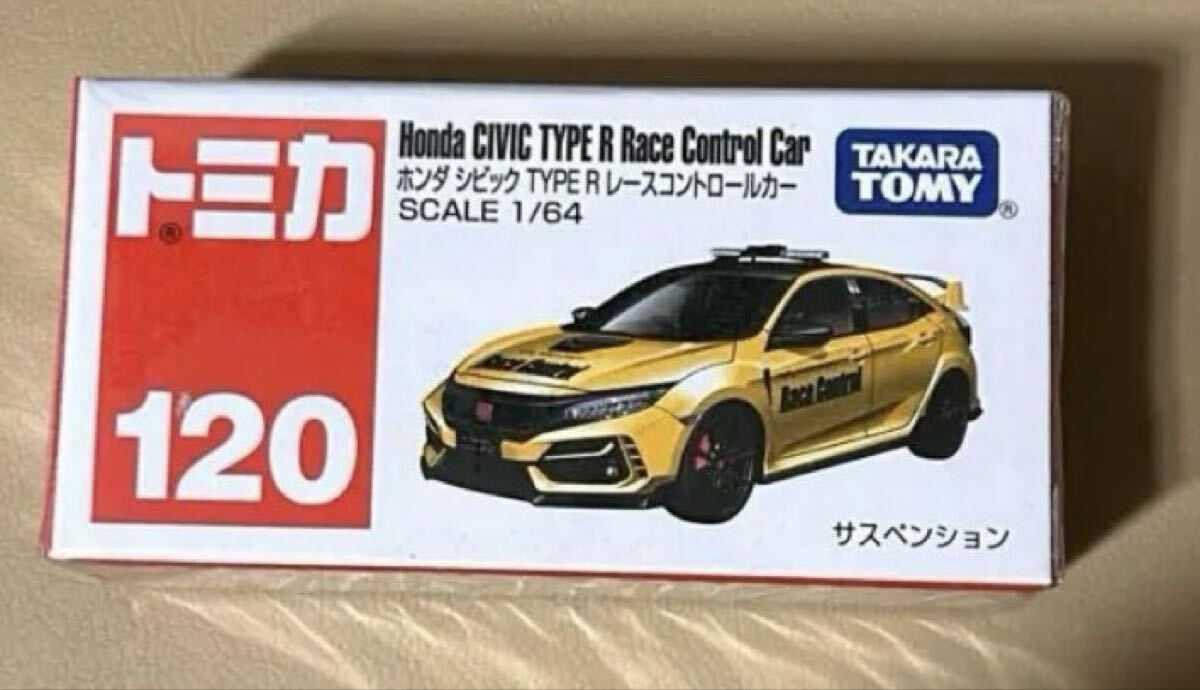 トミカ
®
120
Honda CIVIC TYPE R Race Control Car
ホンダ シビック TYPE R レースコントロールカー
SCALE 1/64
TAKARA
TOMY
®
Race Control
Race Control
サスペンション